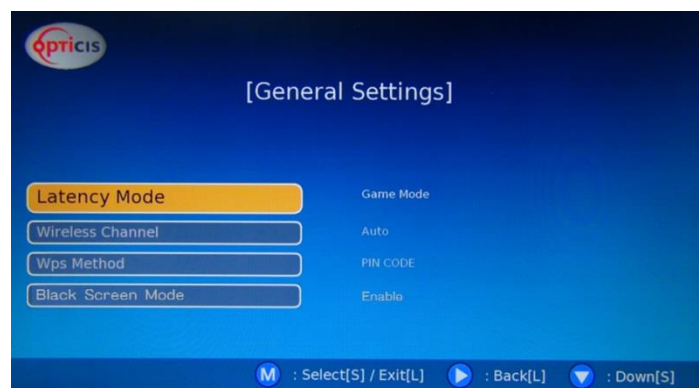 OPTICIS
[General Settings]
Latency Mode Game Mode
Wireless Channel Auto
Wps Method PIN CODE
Black Screen Mode Enable
M : Select[S] / Exit[L] : Back[L] : Down[S]